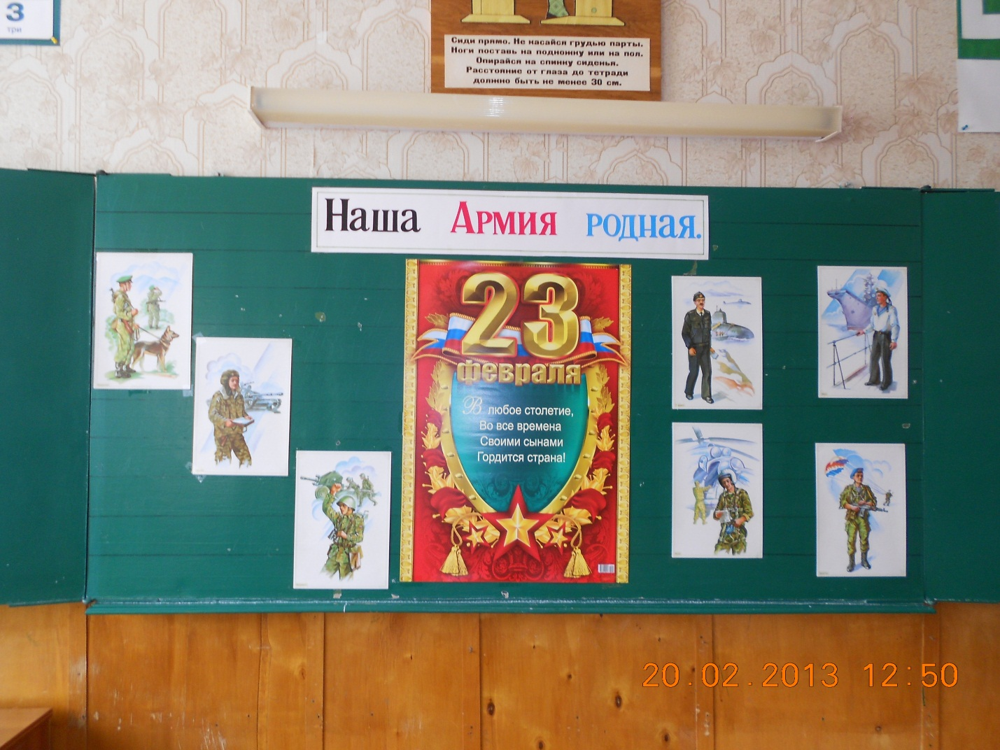 3
три
Сиди прямо. Не касайся грудью парты.
Ноги поставь на подножку или на пол.
Опирайся на спинку сиденья.
Расстояние от глаза до тетради
должно быть не менее 30 см.
Наша Армия родная.
23
февраля
В любое столетие,
Во все времена
Своими сынами
Гордится страна!
20.02.2013 12:50